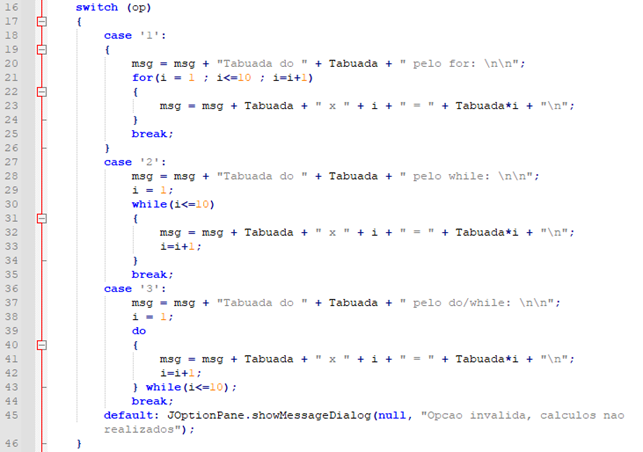 16 switch (op)
17 {
18 case '1':
19 {
20 msg = msg + "Tabuada do " + Tabuada + " pelo for: \n\n";
21 for(i = 1 ; i<=10 ; i=i+1)
22 {
23 msg = msg + Tabuada + " x " + i + " = " + Tabuada*i + "\n";
24 }
25 break;
26 }
27 case '2':
28 msg = msg + "Tabuada do " + Tabuada + " pelo while: \n\n";
29 i = 1;
30 while(i<=10)
31 {
32 msg = msg + Tabuada + " x " + i + " = " + Tabuada*i + "\n";
33 i=i+1;
34 }
35 break;
36 case '3':
37 msg = msg + "Tabuada do " + Tabuada + " pelo do/while: \n\n";
38 i = 1;
39 do
40 {
41 msg = msg + Tabuada + " x " + i + " = " + Tabuada*i + "\n";
42 i=i+1;
43 } while(i<=10);
44 break;
45 default: JOptionPane.showMessageDialog(null, "Opcao invalida, calculos nao
realizados");
46 }